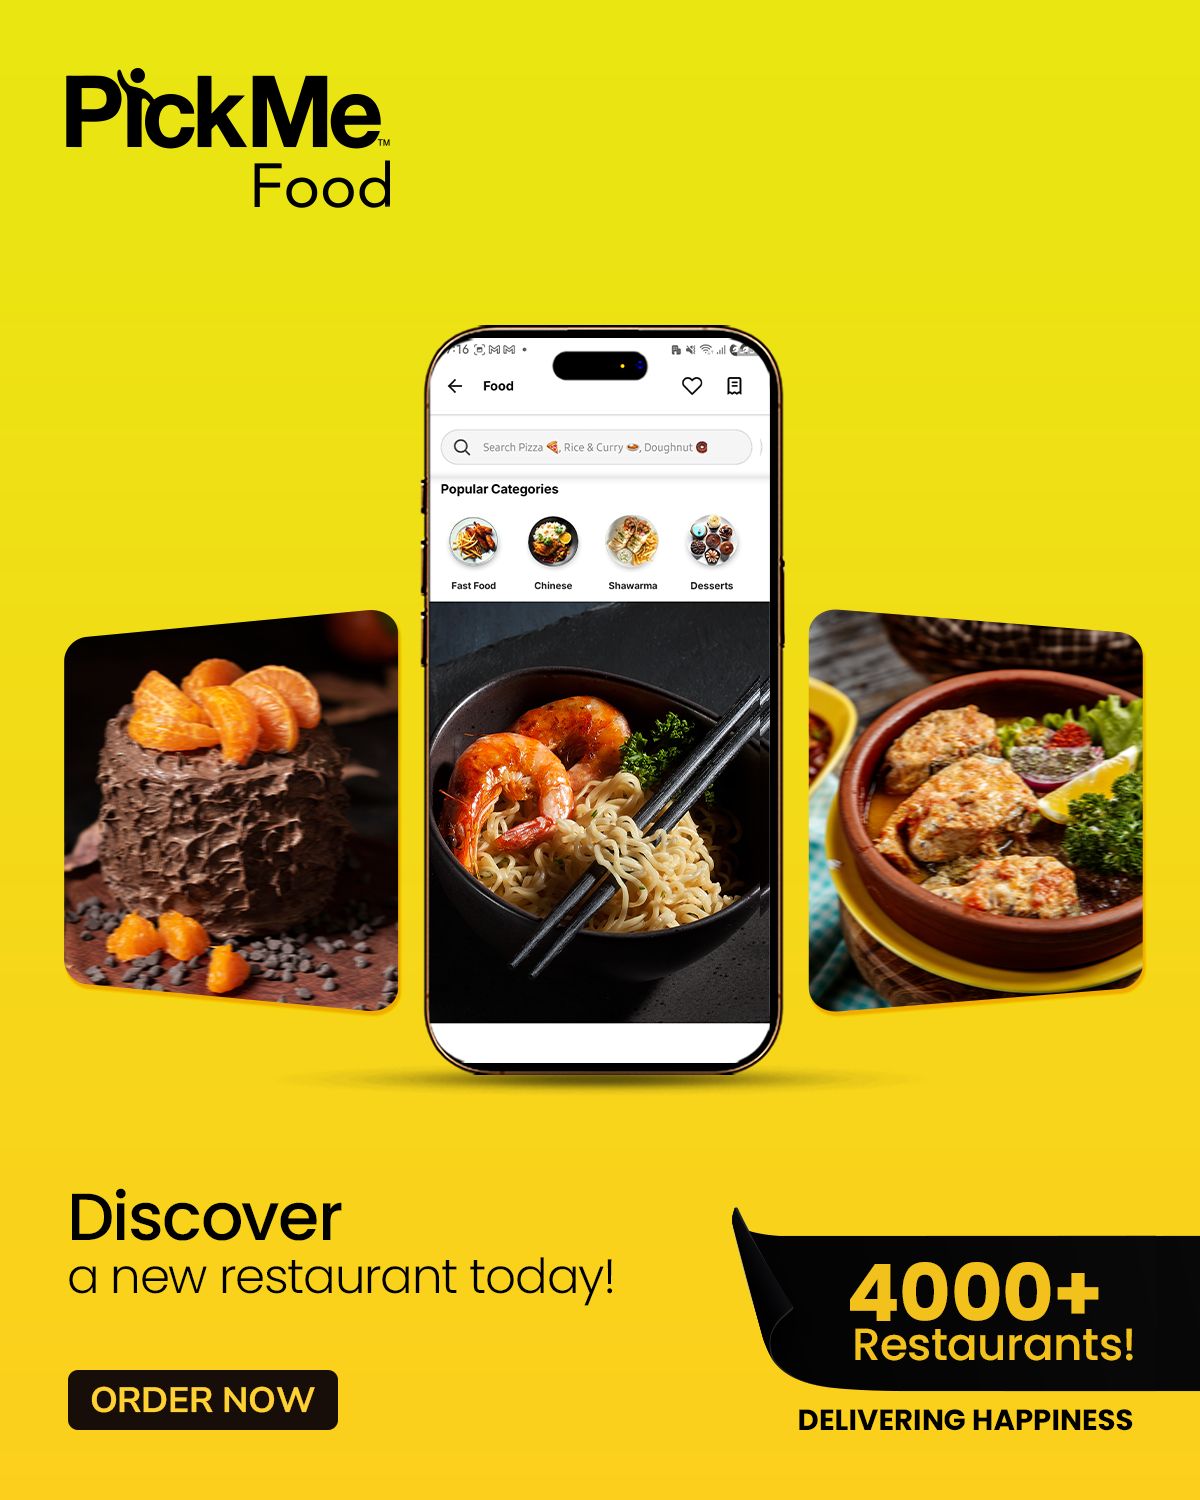 PickMe™
Food
Food
Search Pizza 🍕, Rice & Curry 🍛, Doughnut 🍩
Popular Categories
Fast Food Chinese Shawarma Desserts
Discover
a new restaurant today!
4000+
Restaurants!
ORDER NOW
DELIVERING HAPPINESS